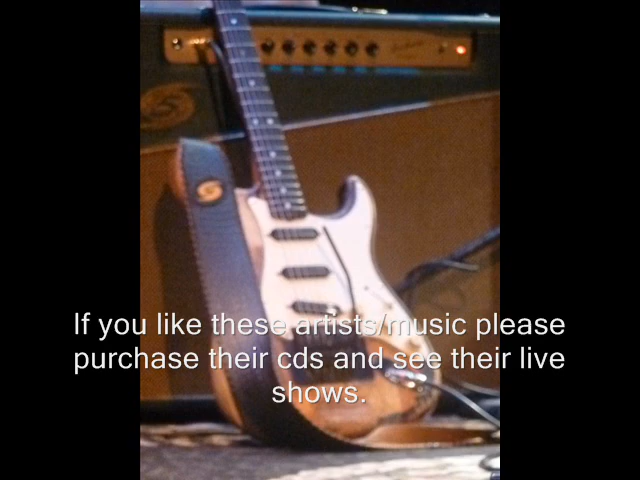 If you like these artists/music please
purchase their cds and see their live
shows.